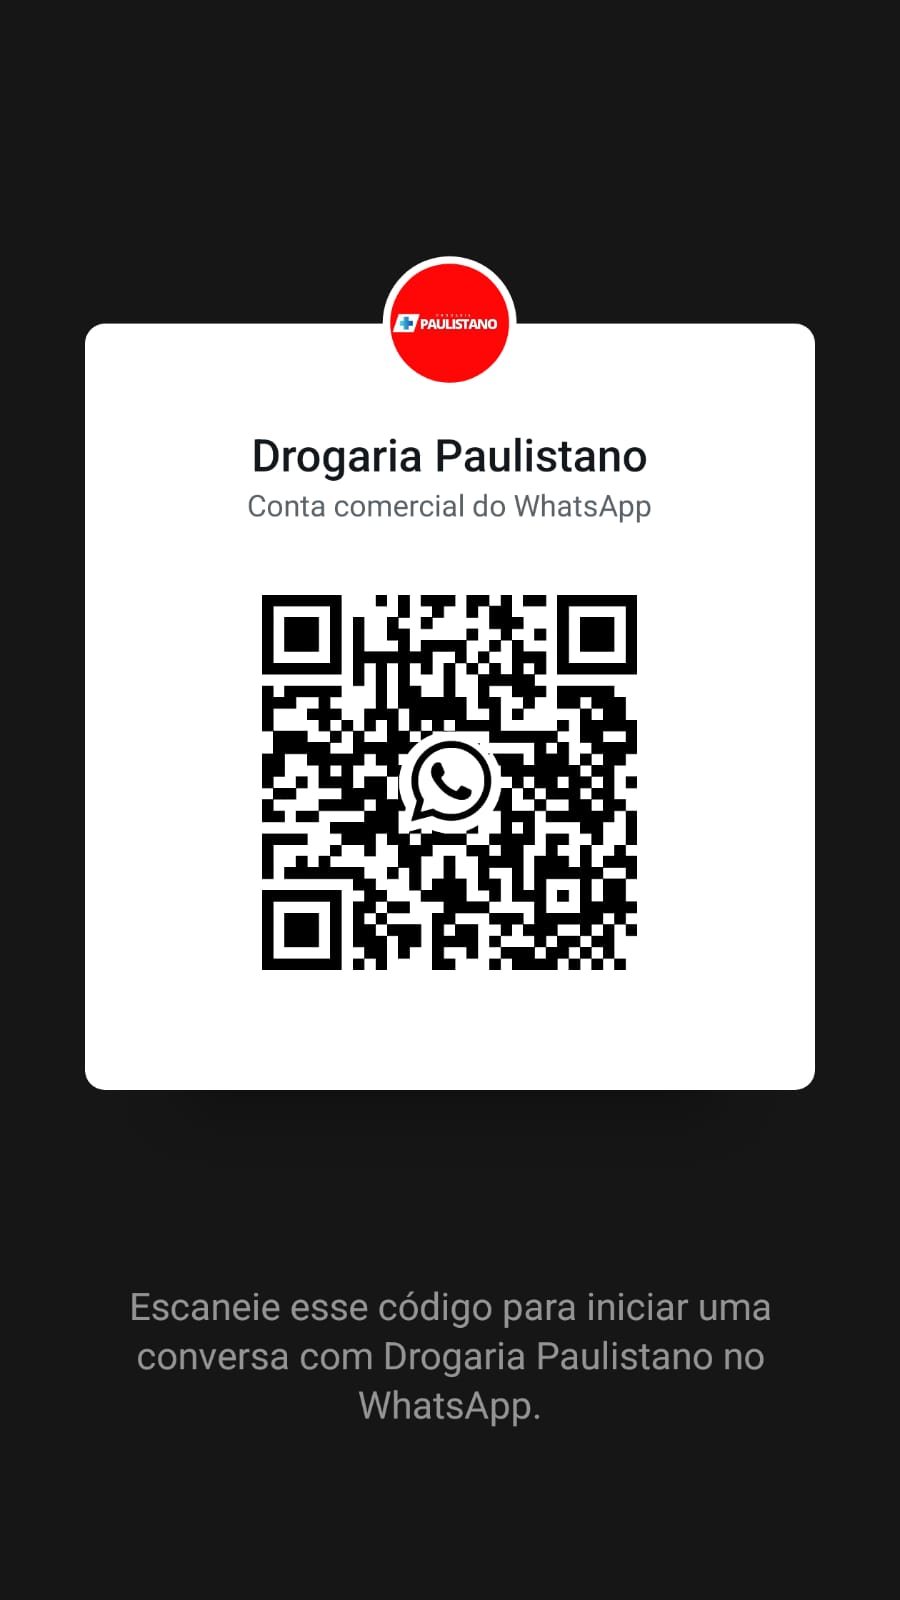 PAULISTANO
Drogaria Paulistano
Conta comercial do WhatsApp
Escaneie esse código para iniciar uma
conversa com Drogaria Paulistano no
WhatsApp.